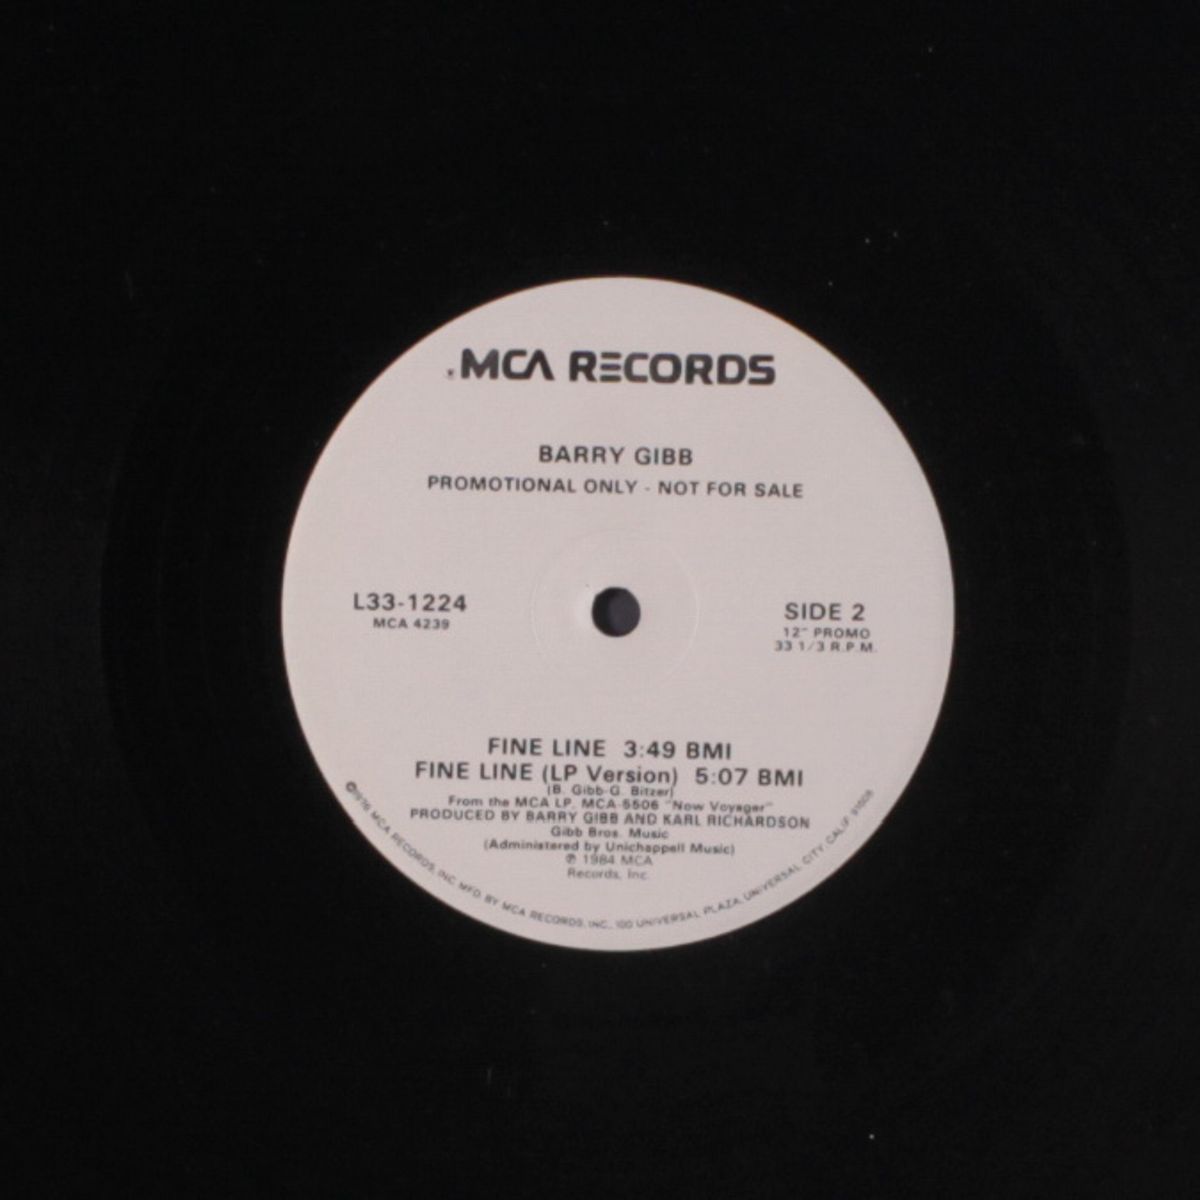 MCA RECORDS
BARRY GIBB
PROMOTIONAL ONLY - NOT FOR SALE
L33-1224
MCA 4239
SIDE 2
12" PROMO
33 1/3 R.P.M.
FINE LINE 3:49 BMI
FINE LINE (LP Version) 5:07 BMI
(B. Gibb-G. Bitzer)
From the MCA LP, MCA-5506 "Now Voyager"
PRODUCED BY BARRY GIBB AND KARL RICHARDSON
Gibb Bros. Music
(Administered by Unichappell Music)
℗ 1984 MCA
Records, Inc.
MCA RECORDS, INC. MFD. BY MCA RECORDS, INC., 100 UNIVERSAL PLAZA, UNIVERSAL CITY, CALIF.